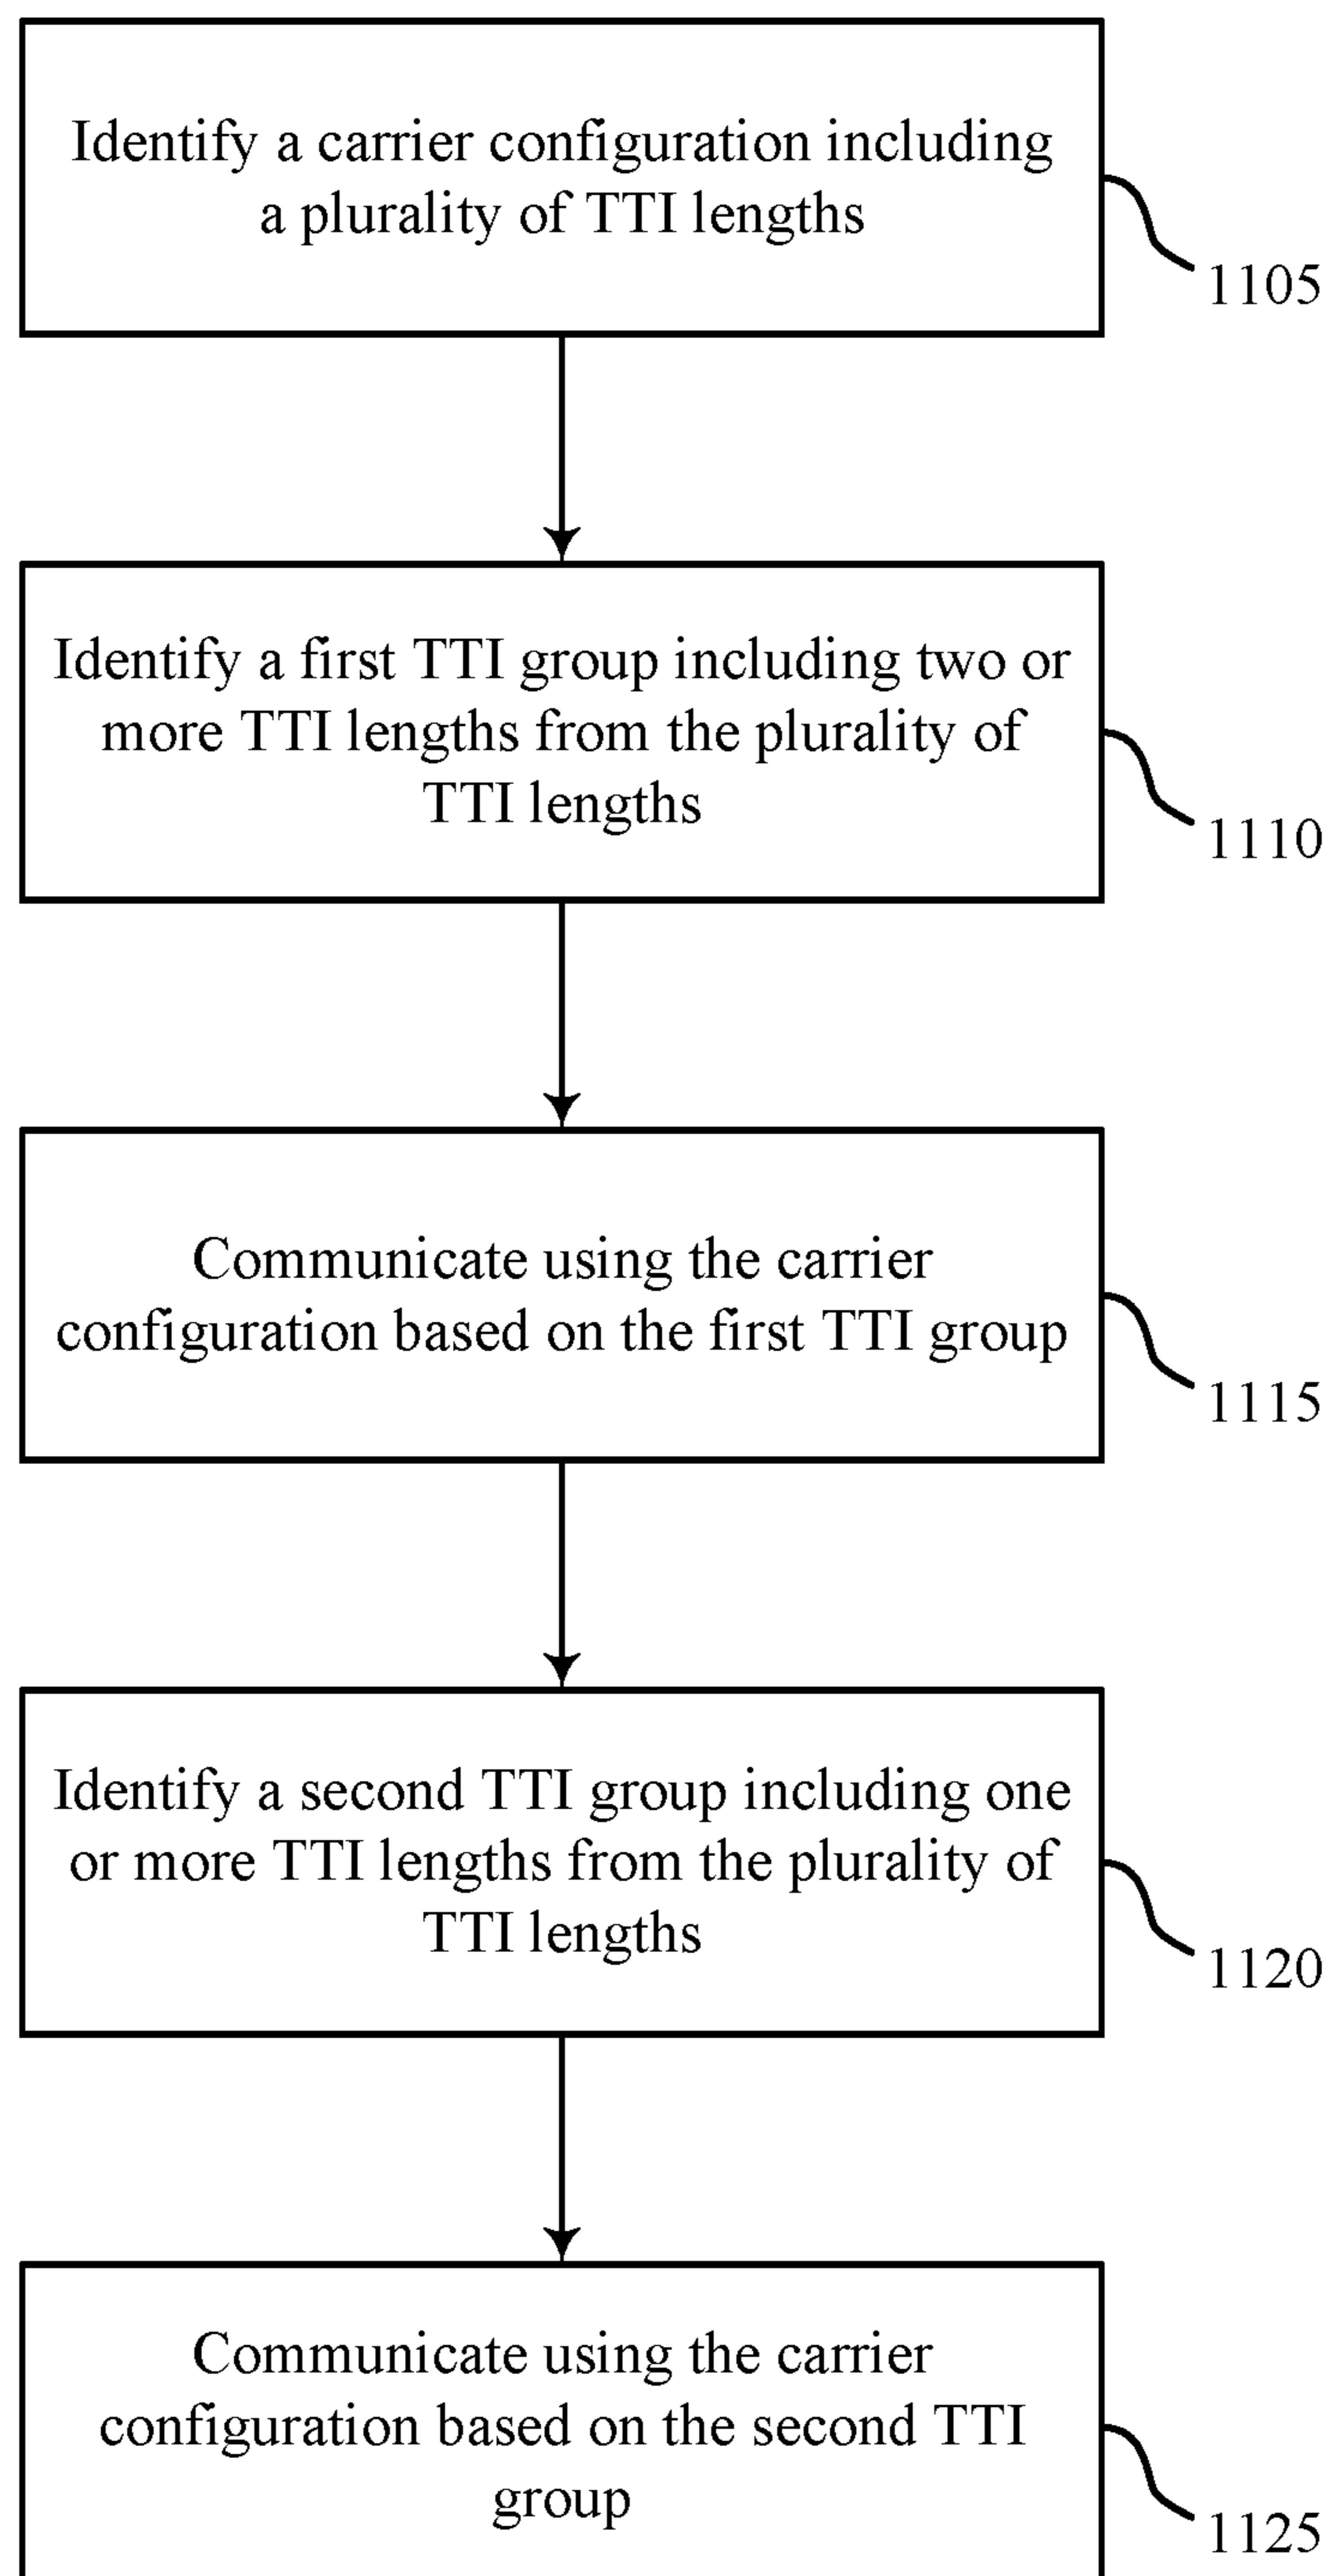 Identify a carrier configuration including
a plurality of TTI lengths
1105
Identify a first TTI group including two or
more TTI lengths from the plurality of
TTI lengths
1110
Communicate using the carrier
configuration based on the first TTI group
1115
Identify a second TTI group including one
or more TTI lengths from the plurality of
TTI lengths
1120
Communicate using the carrier
configuration based on the second TTI
group
1125